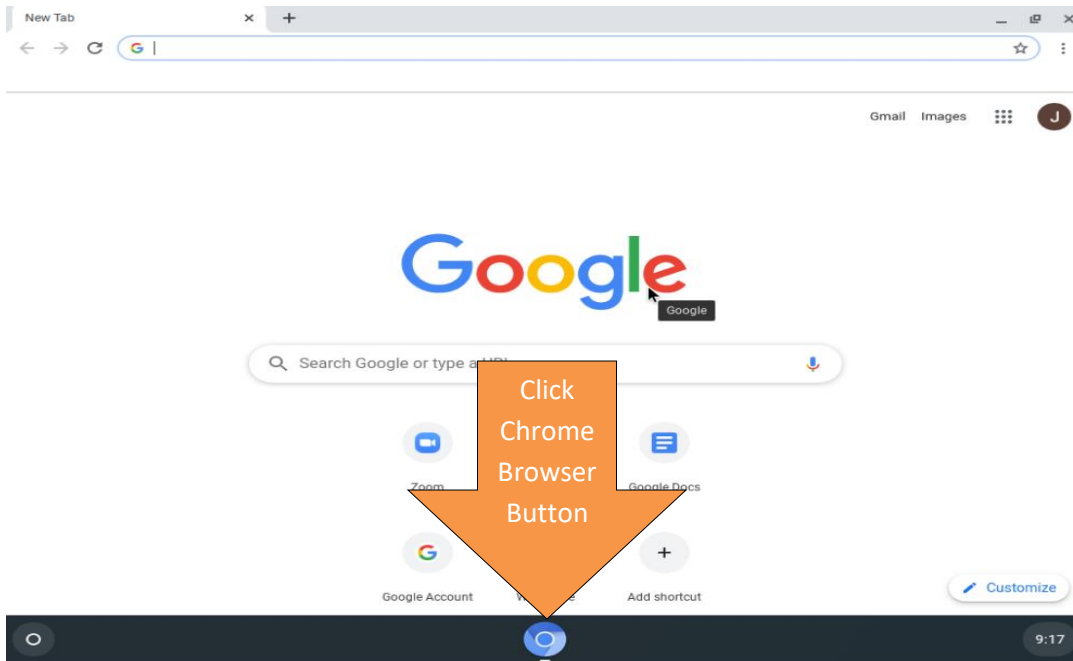 New Tab
G
Gmail Images
J
Google
Google
Search Google or type a
Click
Chrome
Browser
Button
Zoom
Google Docs
G
Google Account
Add shortcut
Customize
9:17